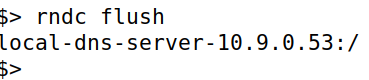 $> rndc flush
local-dns-server-10.9.0.53:/
$>